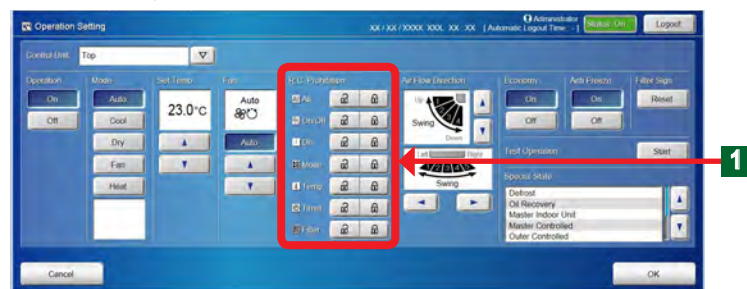 Operation Setting
XX / XX / XXXX XXX. XX : XX [Automatic Logout Time : -]
Administrator
Status: On
Logout
Control Unit
Top
Operation
On
Off
Mode
Auto
Cool
Dry
Fan
Heat
Set Temp.
23.0°C
Fan
Auto
Auto
R.C. Prohibition
All
On/Off
On
Mode
Temp
Timer
Filter
Air Flow Direction
Up
Swing
Down
Left
Right
Swing
Economy
On
Off
Anti Freeze
On
Off
Filter Sign
Reset
Test Operation
Start
Special State
Defrost
Oil Recovery
Master Indoor Unit
Master Controlled
Outer Controlled
Cancel
OK
1